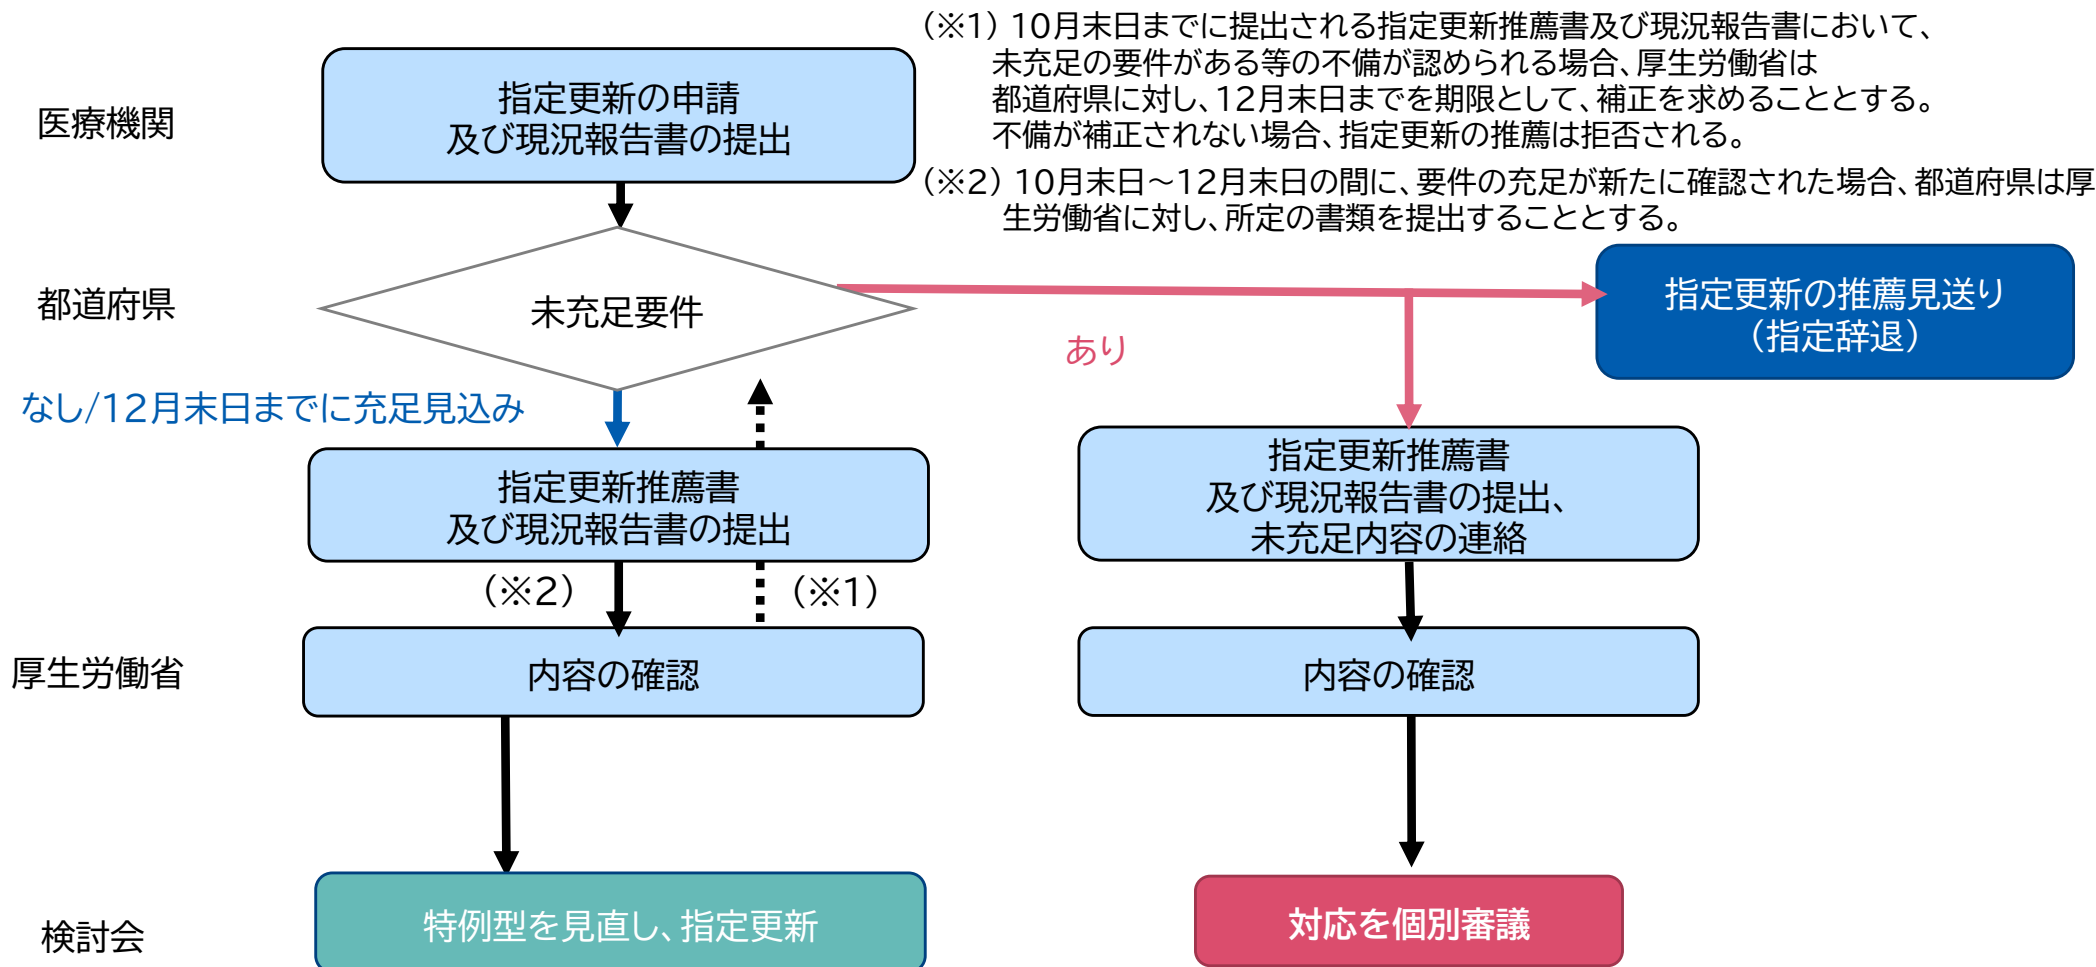 (※1) 10月末日までに提出される指定更新推薦書及び現況報告書において、
未充足の要件がある等の不備が認められる場合、厚生労働省は
都道府県に対し、12月末日までを期限として、補正を求めることとする。
不備が補正されない場合、指定更新の推薦は拒否される。
(※2) 10月末日～12月末日の間に、要件の充足が新たに確認された場合、都道府県は厚
生労働省に対し、所定の書類を提出することとする。
医療機関
指定更新の申請
及び現況報告書の提出
都道府県
未充足要件
あり
指定更新の推薦見送り
(指定辞退)
なし/12月末日までに充足見込み
指定更新推薦書
及び現況報告書の提出
指定更新推薦書
及び現況報告書の提出、
未充足内容の連絡
(※2)
(※1)
厚生労働省
内容の確認
内容の確認
検討会
特例型を見直し、指定更新
対応を個別審議